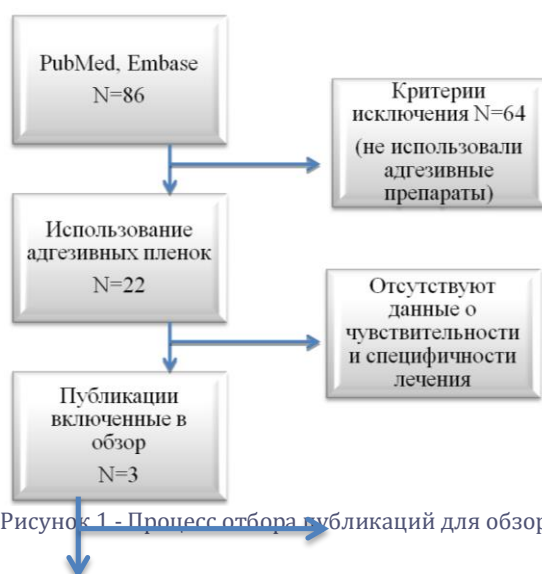 PubMed, Embase
N=86
Критерии
исключения N=64
(не использовали
адгезивные
препараты)
Использование
адгезивных пленок
N=22
Отсутствуют
данные о
чувствительности
и специфичности
лечения
Публикации
включенные в
обзор
N=3
Рисунок 1 - Процесс отбора публикаций для обзор